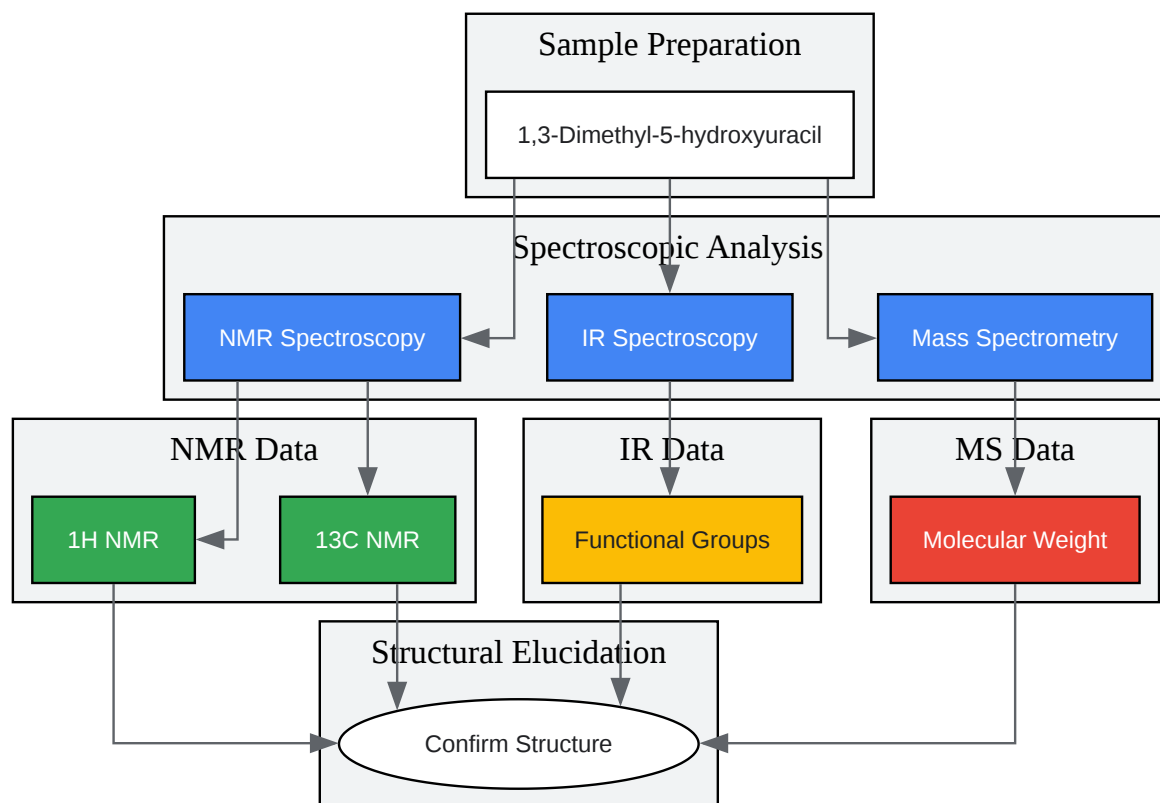 Sample Preparation
1,3-Dimethyl-5-hydroxyuracil
Spectroscopic Analysis
NMR Spectroscopy
IR Spectroscopy
Mass Spectrometry
NMR Data
IR Data
MS Data
1H NMR
13C NMR
Functional Groups
Molecular Weight
Structural Elucidation
Confirm Structure